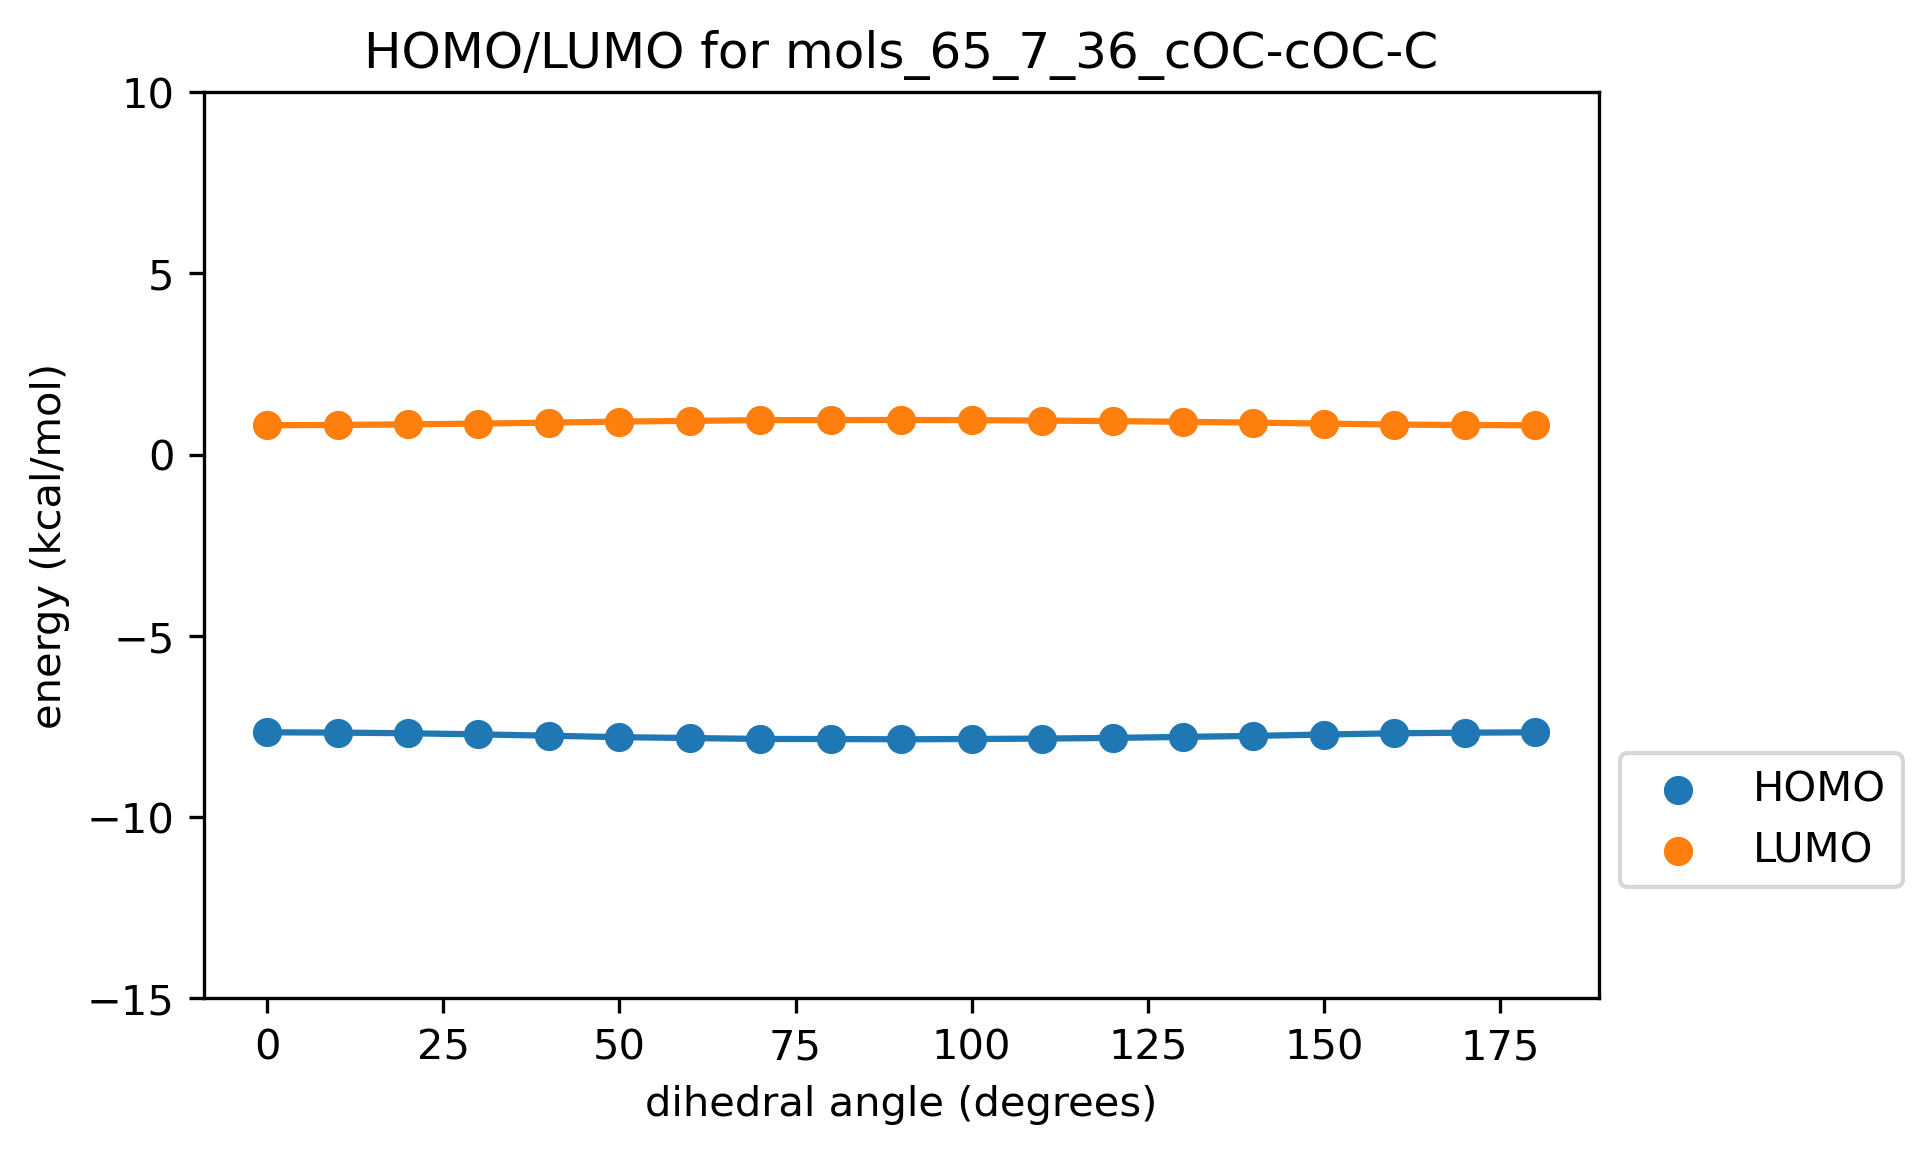 HOMO/LUMO for mols_65_7_36_cOC-cOC-C
10
5
0
−5
−10
−15
energy (kcal/mol)
0 25 50 75 100 125 150 175
dihedral angle (degrees)
HOMO
LUMO